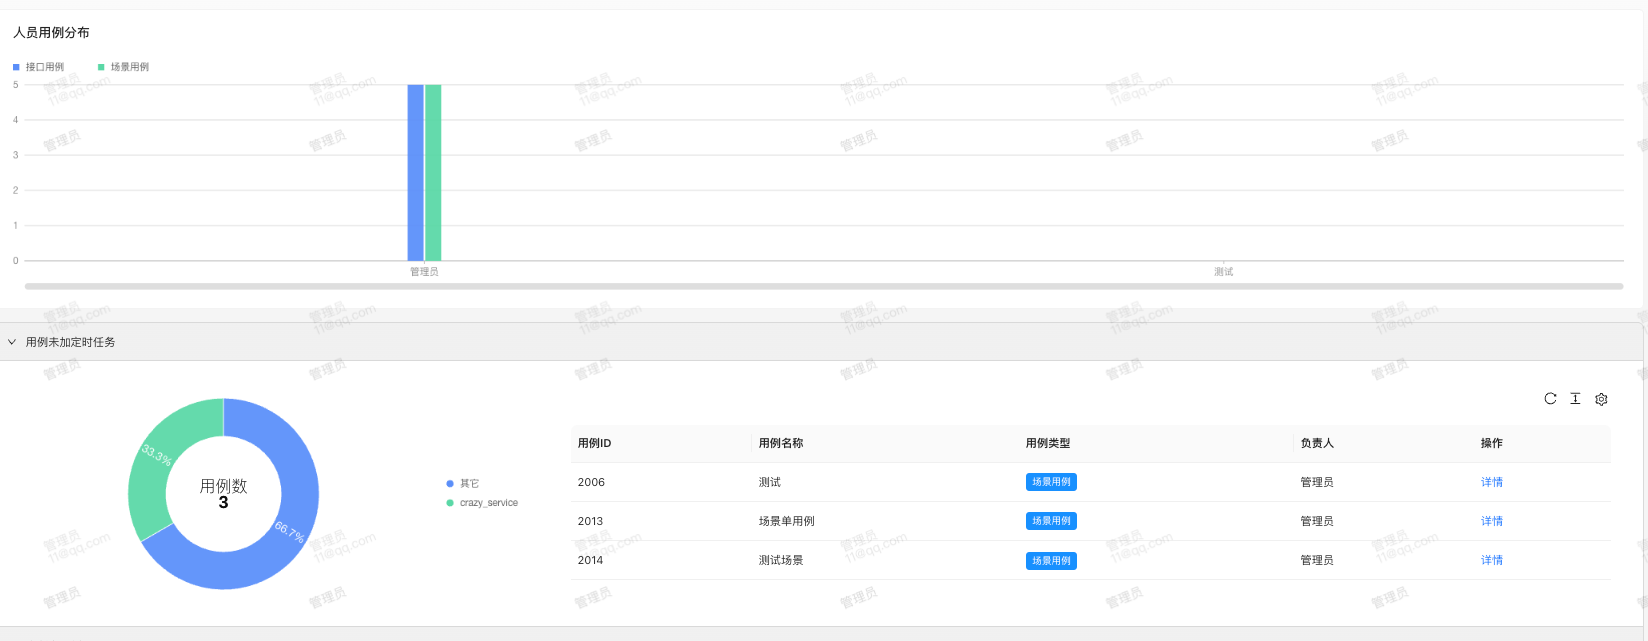 人员用例分布
接口用例 场景用例
5
4
3
2
1
0
管理员 测试
用例未加定时任务
33.3%
66.7%
用例数
3
其它
crazy_service
用例ID 用例名称 用例类型 负责人 操作
2006 测试 场景用例 管理员 详情
2013 场景单用例 场景用例 管理员 详情
2014 测试场景 场景用例 管理员 详情
管理员
11@qq.com